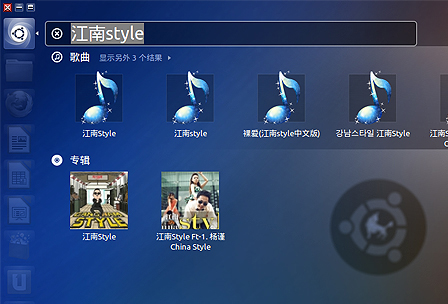 江南style
歌曲 显示另外 3 个结果
江南Style
江南style
裸爱(江南style中文版)
강남스타일 江南Style
专辑
GANGNAM
STYLE
江南Style
江南Style Ft-1. 杨谨
China Style